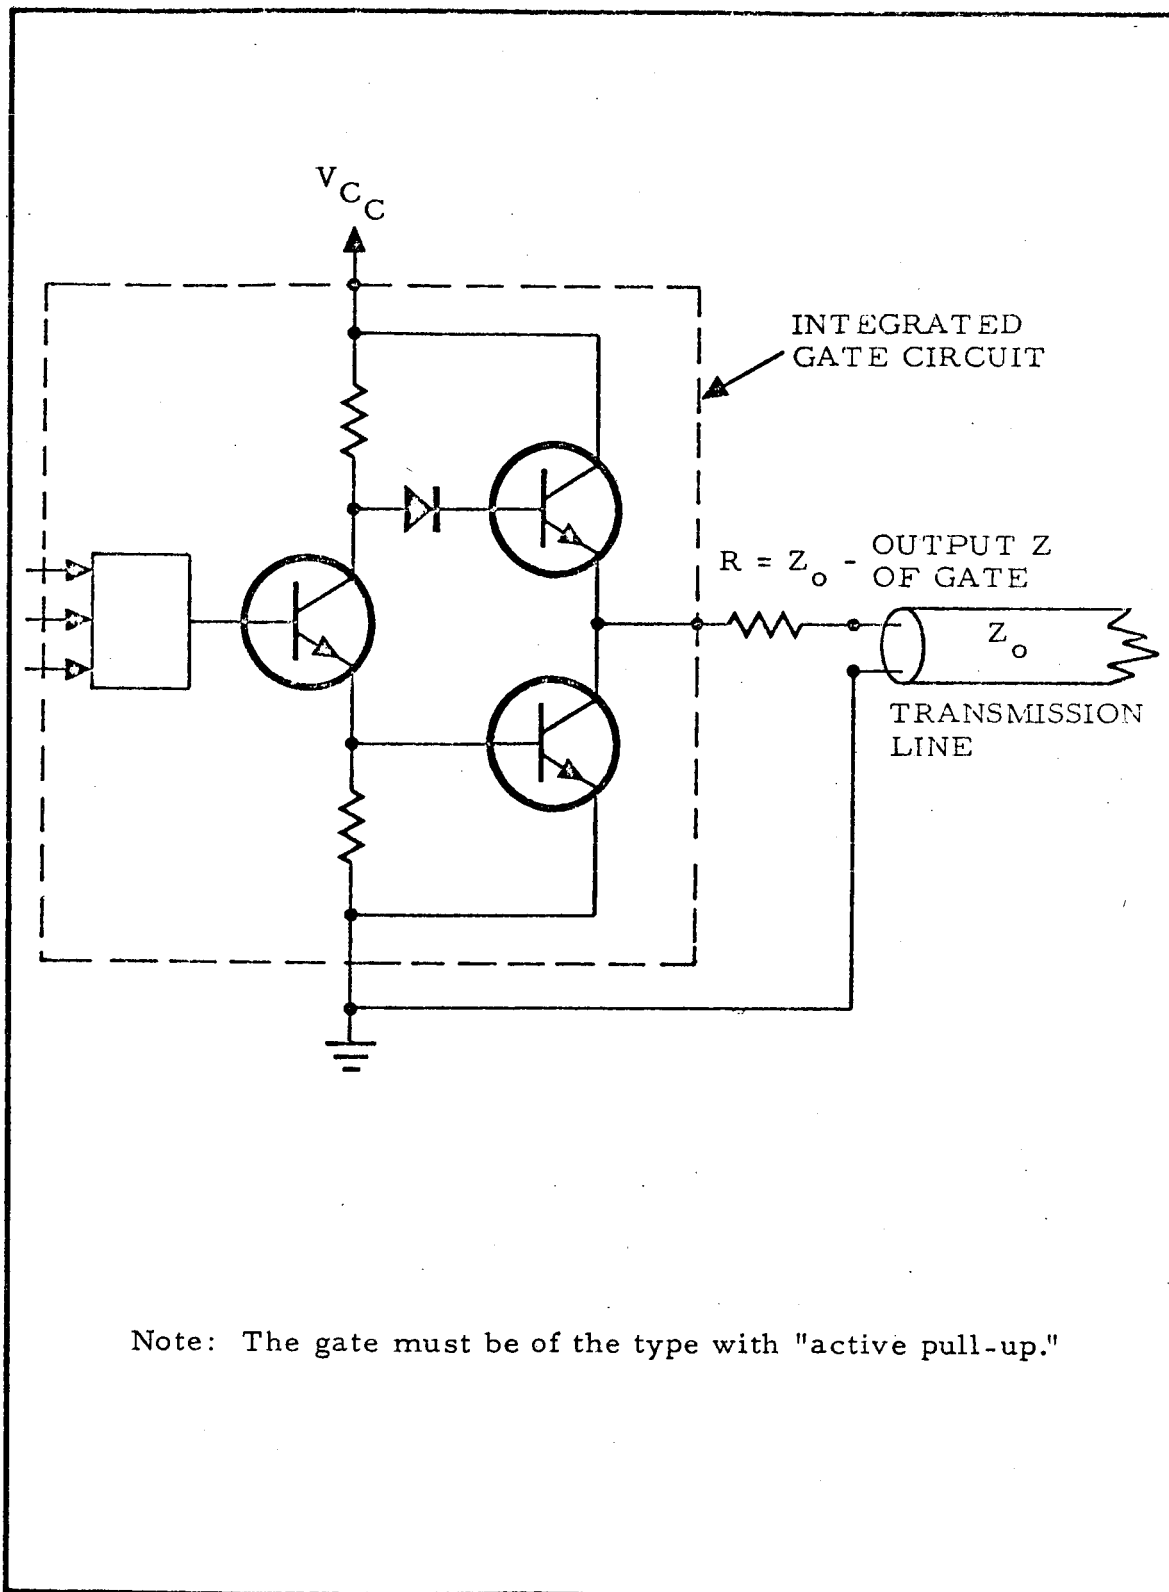 VCC
INTEGRATED
GATE CIRCUIT
R = Zo - OUTPUT Z
OF GATE
Zo
TRANSMISSION
LINE
Note: The gate must be of the type with "active pull-up."